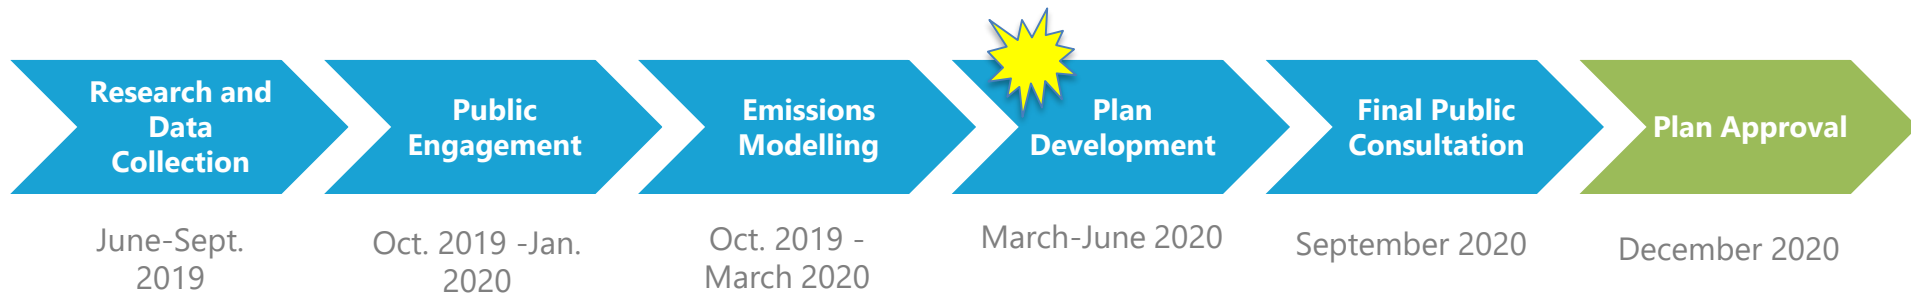 Research and
Data
Collection
Public
Engagement
Emissions
Modelling
Plan
Development
Final Public
Consultation
Plan Approval
June-Sept.
2019
Oct. 2019 -Jan.
2020
Oct. 2019 -
March 2020
March-June 2020
September 2020
December 2020